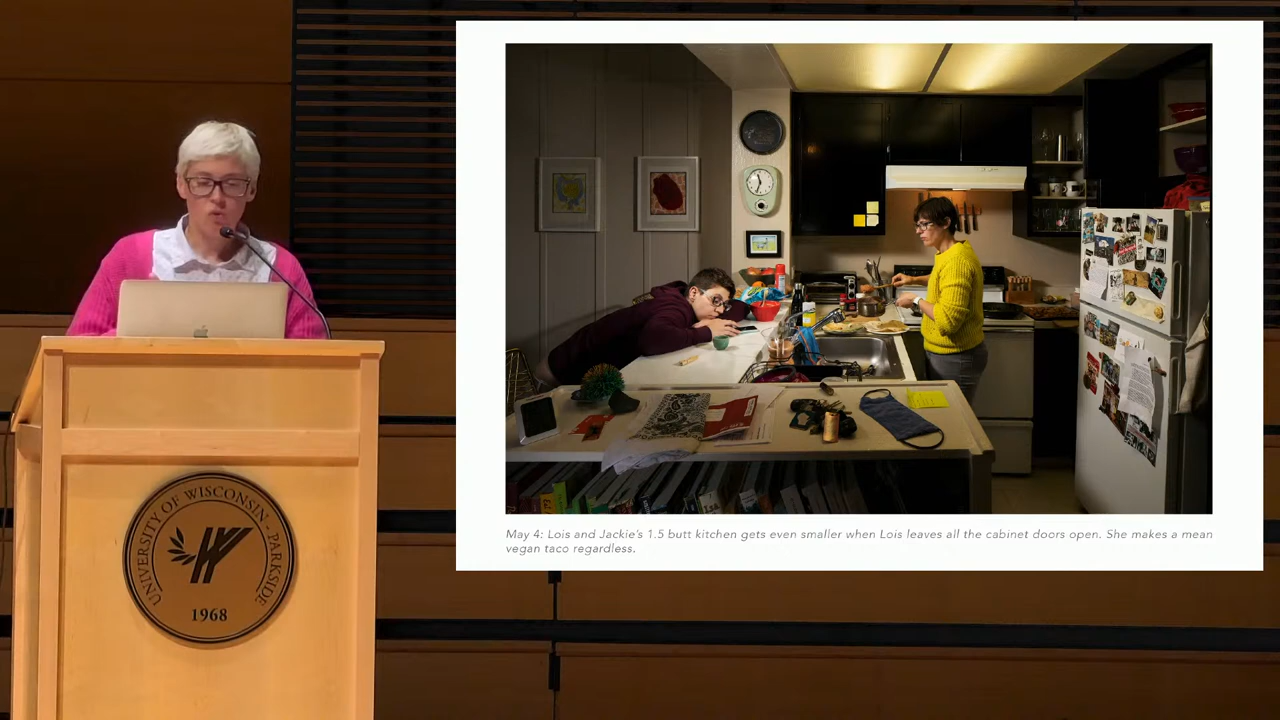 UNIVERSITY OF WISCONSIN - PARKSIDE
1968
May 4: Lois and Jackie's 1.5 butt kitchen gets even smaller when Lois leaves all the cabinet doors open. She makes a mean
vegan taco regardless.